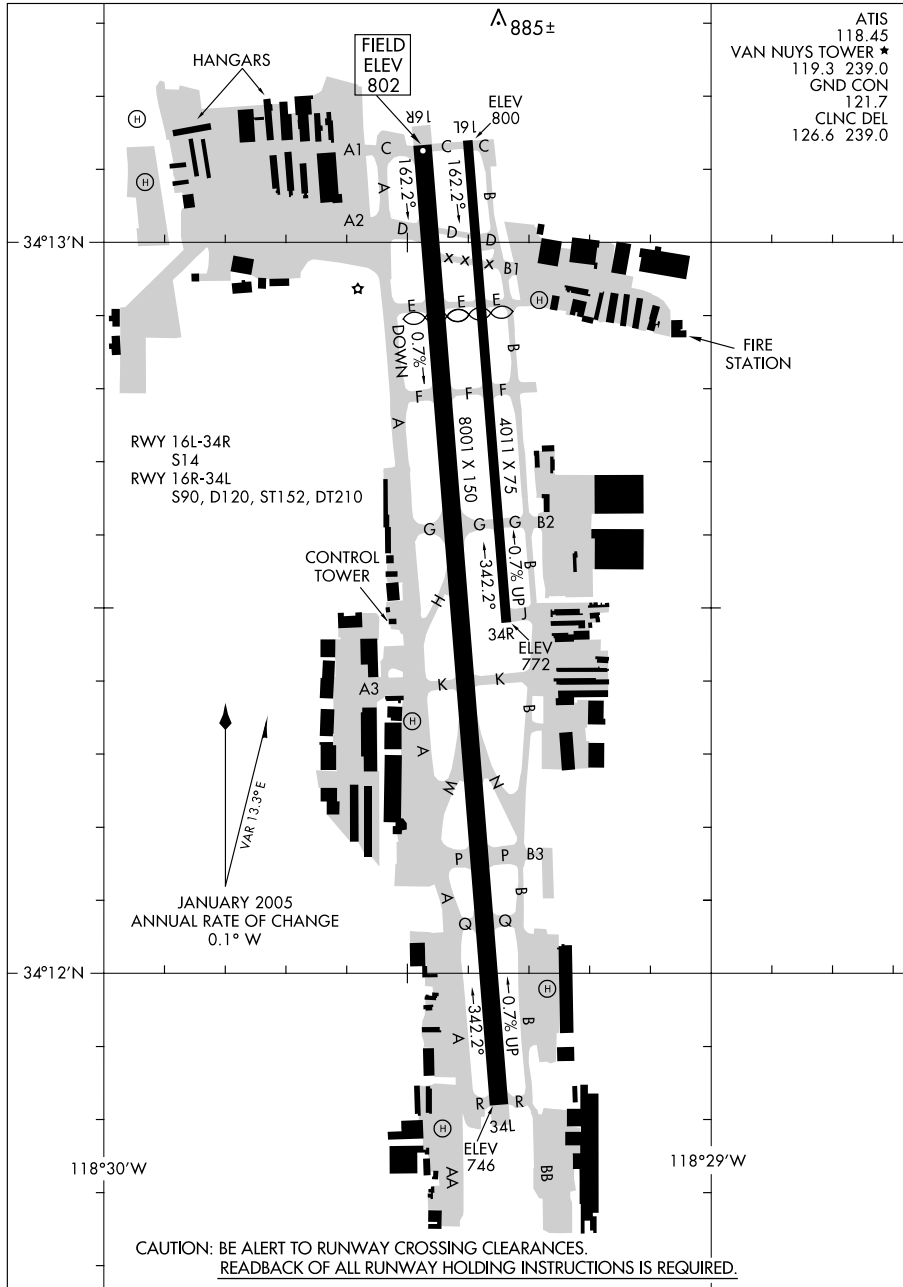 885±
ATIS
118.45
VAN NUYS TOWER ★
119.3 239.0
GND CON
121.7
CLNC DEL
126.6 239.0
HANGARS
FIELD
ELEV
802
16R
16L
ELEV
800
H
A1
C
C
C
162.2°
162.2°
H
A
B
A2
D
D
D
34°13'N
X X X
B1
E
E
E
H
0.7%
DOWN
B
FIRE
STATION
F
F
F
A
8001 X 150
4011 X 75
RWY 16L-34R
S14
RWY 16R-34L
S90, D120, ST152, DT210
G
G
G
B2
342.2°
0.7% UP
B
CONTROL
TOWER
H
J
34R
ELEV
772
A3
K
K
H
B
A
VAR 13.3° E
M
N
P
P
B3
JANUARY 2005
ANNUAL RATE OF CHANGE
0.1° W
A
B
Q
Q
34°12'N
H
342.2°
0.7% UP
A
B
R
R
34L
H
ELEV
746
118°30'W
118°29'W
AA
BB
CAUTION: BE ALERT TO RUNWAY CROSSING CLEARANCES.
READBACK OF ALL RUNWAY HOLDING INSTRUCTIONS IS REQUIRED.